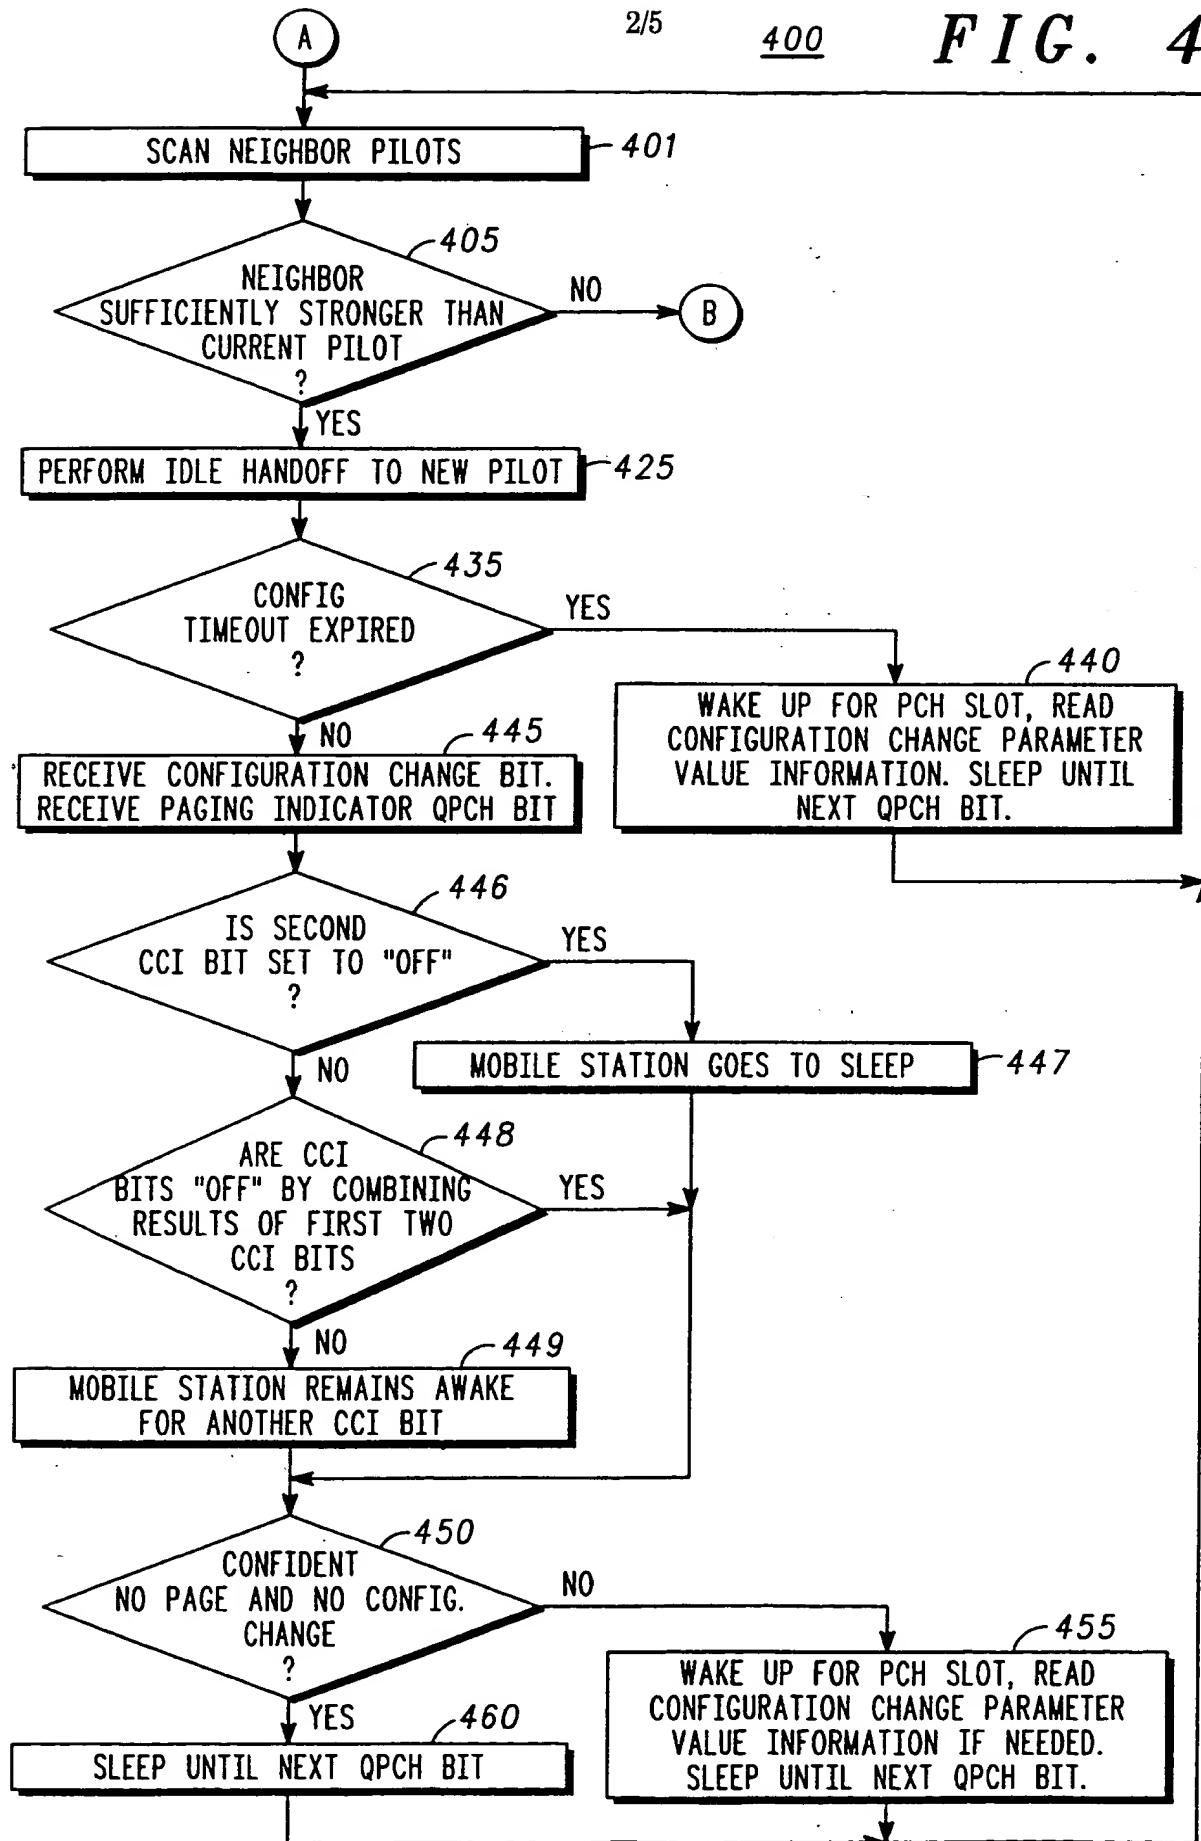 2/5
400
FIG. 4
A
SCAN NEIGHBOR PILOTS
401
405
NEIGHBOR
SUFFICIENTLY STRONGER THAN
CURRENT PILOT
?
NO
B
YES
PERFORM IDLE HANDOFF TO NEW PILOT
425
435
CONFIG
TIMEOUT EXPIRED
?
YES
440
WAKE UP FOR PCH SLOT, READ
CONFIGURATION CHANGE PARAMETER
VALUE INFORMATION. SLEEP UNTIL
NEXT QPCH BIT.
NO
445
RECEIVE CONFIGURATION CHANGE BIT.
RECEIVE PAGING INDICATOR QPCH BIT
446
IS SECOND
CCI BIT SET TO "OFF"
?
YES
MOBILE STATION GOES TO SLEEP
447
NO
448
ARE CCI
BITS "OFF" BY COMBINING
RESULTS OF FIRST TWO
CCI BITS
?
YES
NO
449
MOBILE STATION REMAINS AWAKE
FOR ANOTHER CCI BIT
450
CONFIDENT
NO PAGE AND NO CONFIG.
CHANGE
?
NO
455
WAKE UP FOR PCH SLOT, READ
CONFIGURATION CHANGE PARAMETER
VALUE INFORMATION IF NEEDED.
SLEEP UNTIL NEXT QPCH BIT.
YES
460
SLEEP UNTIL NEXT QPCH BIT